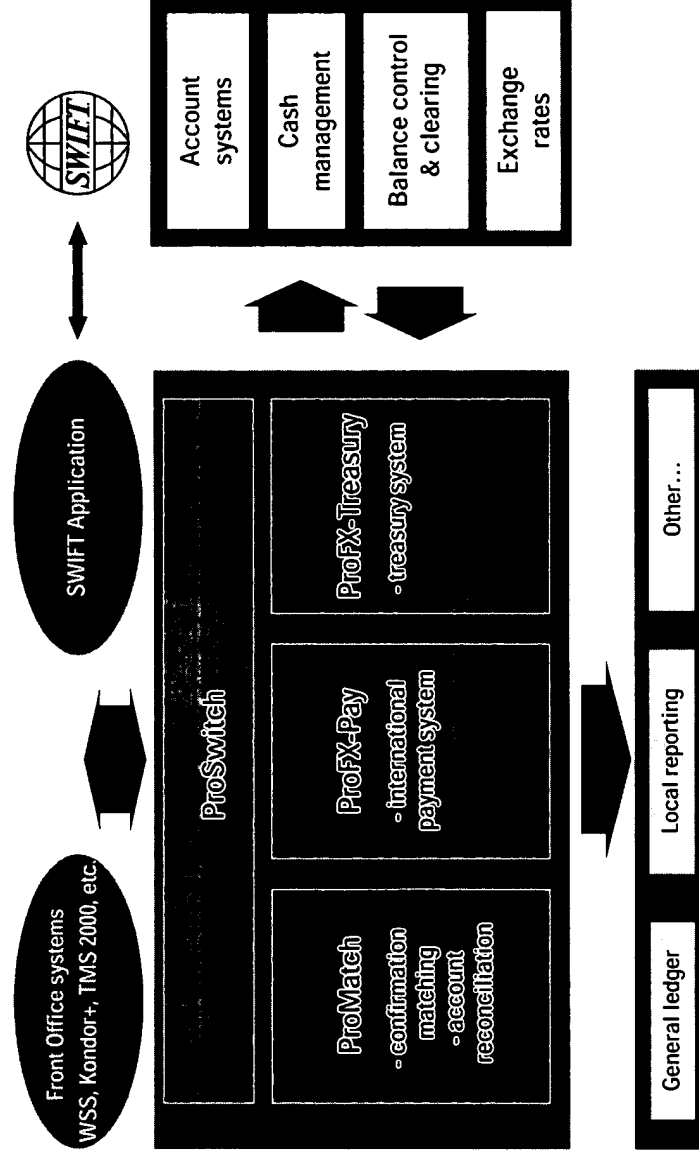 Front Office systems
WSS, Kondor+, TMS 2000, etc.
SWIFT Application
S.W.I.F.T.
ProSwitch
ProMatch
- confirmation
matching
- account
reconciliation
ProFX-Pay
- international
payment system
ProFX-Treasury
- treasury system
Account
systems
Cash
management
Balance control
& clearing
Exchange
rates
General ledger
Local reporting
Other...